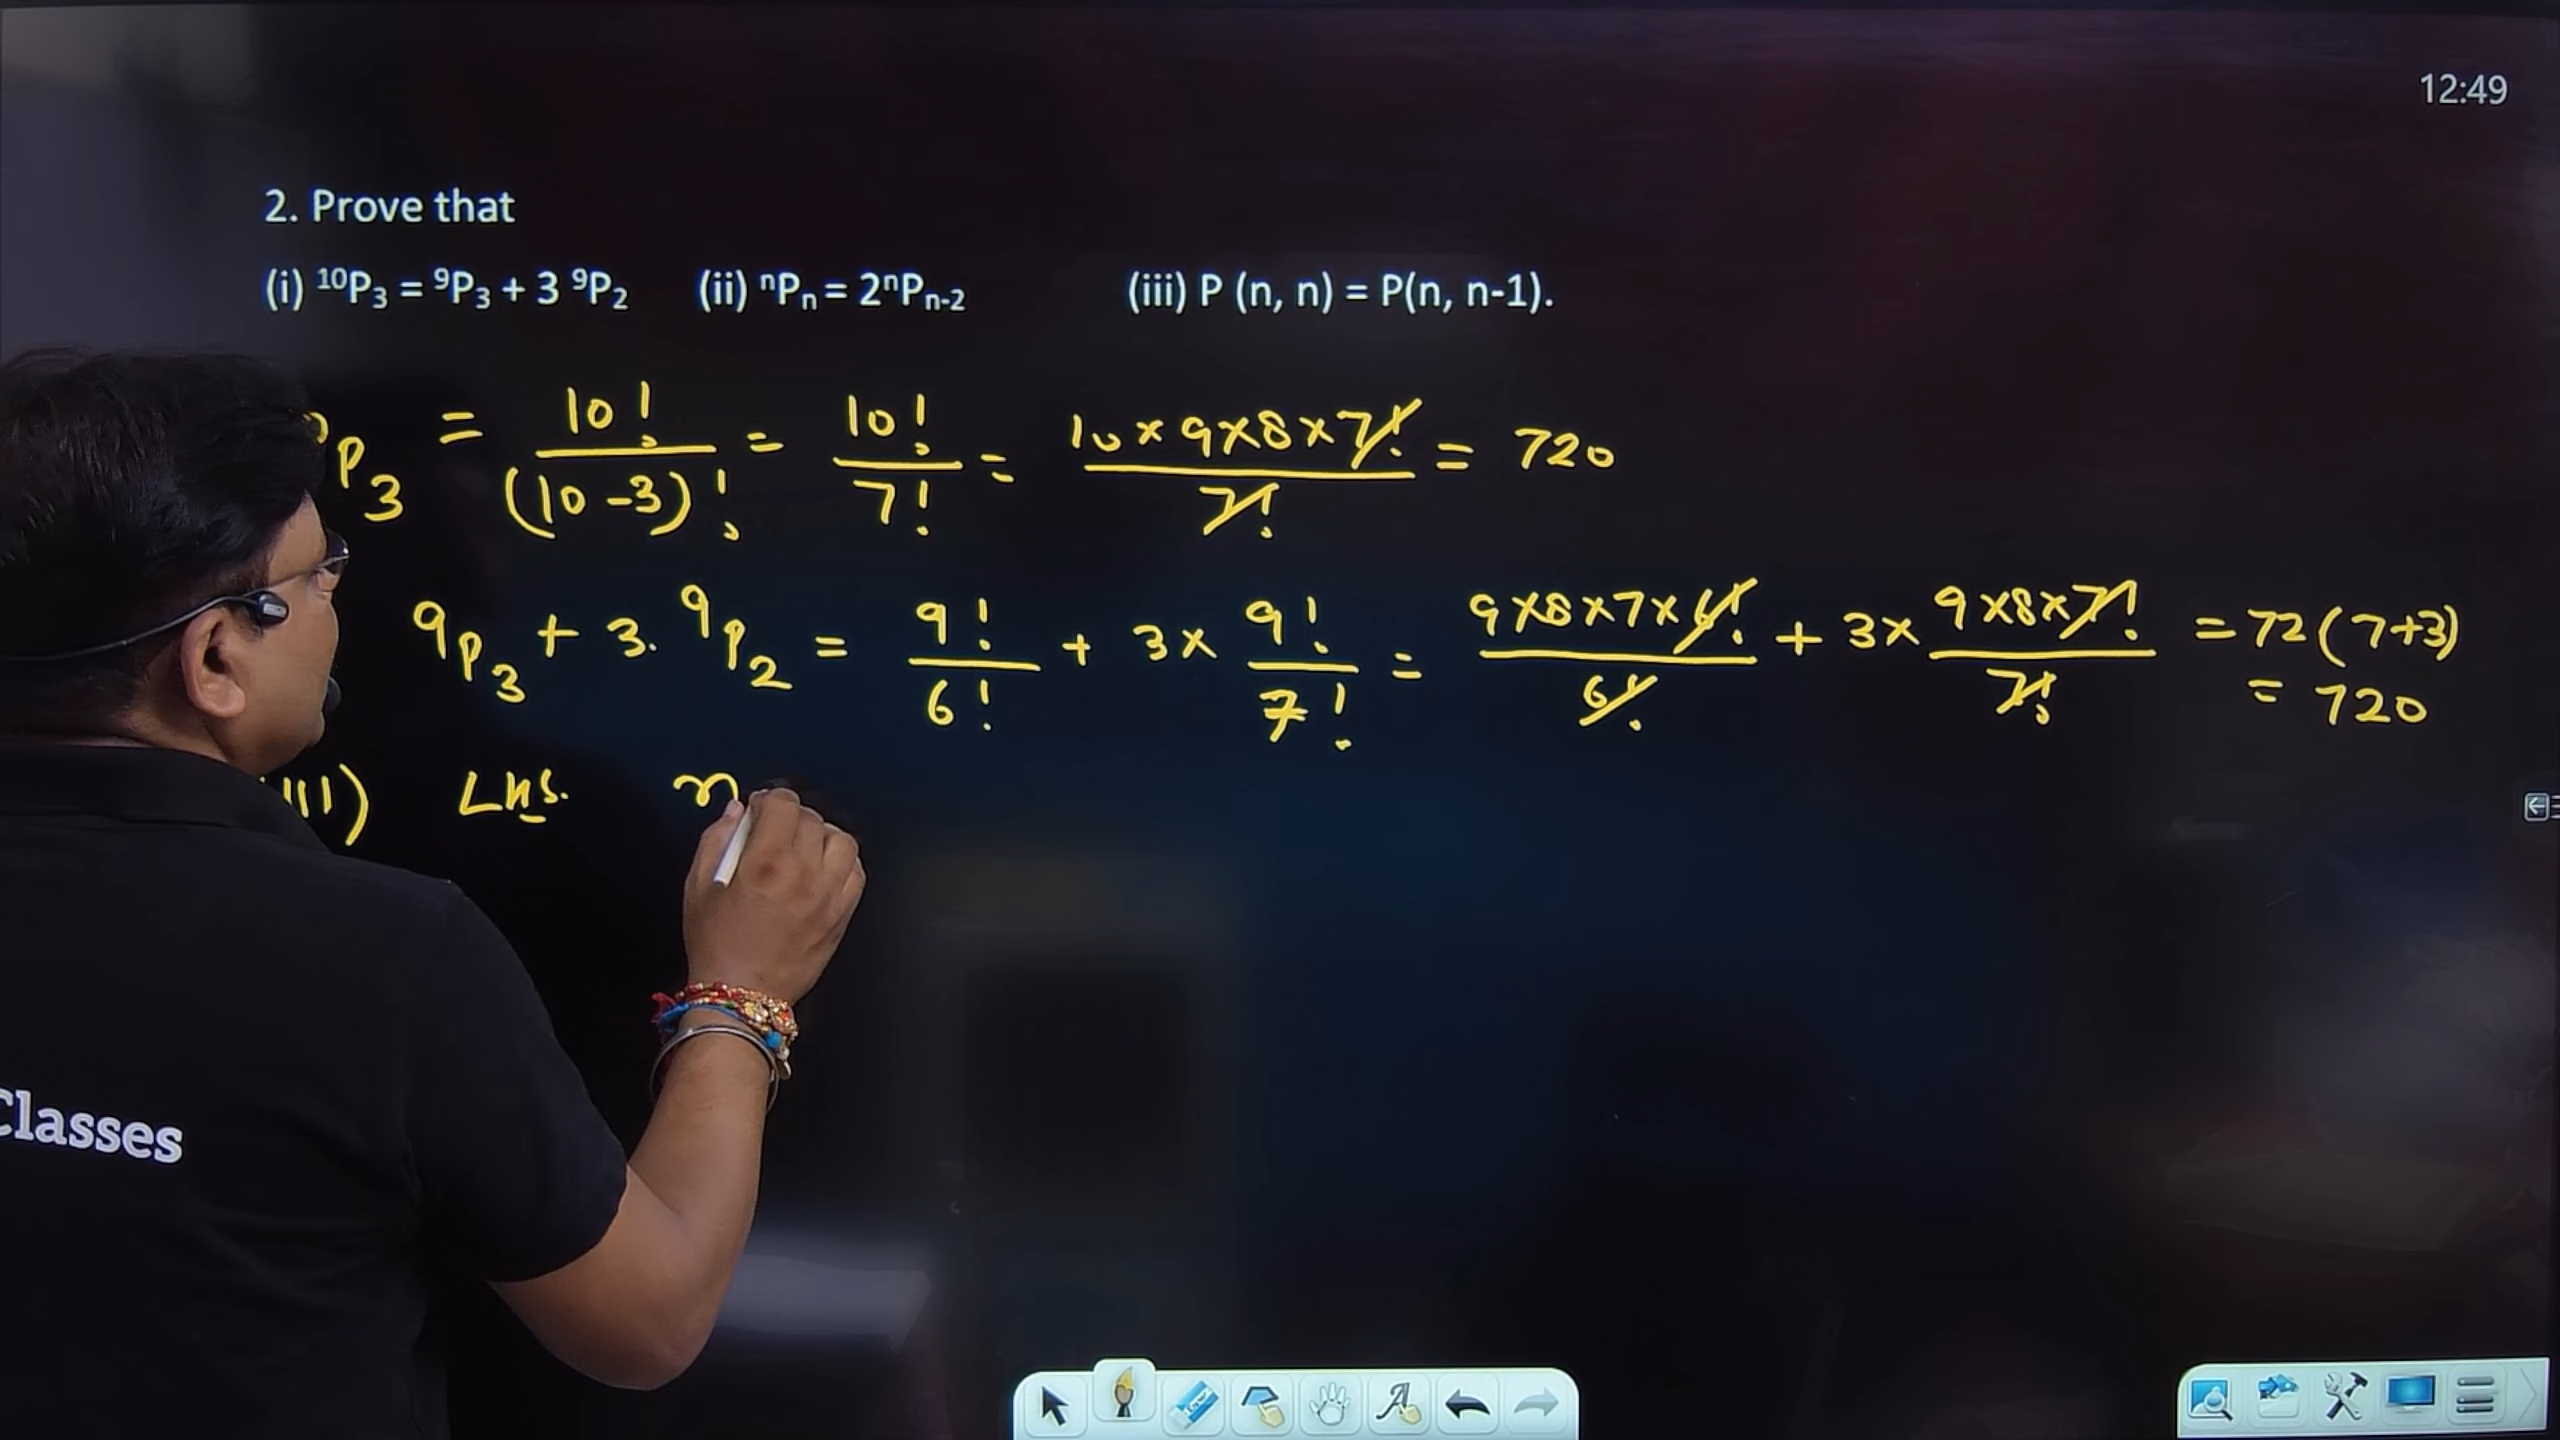 12:49
2. Prove that
(i) ¹⁰P₃ = ⁹P₃ + 3 ⁹P₂ (ii) ⁿPₙ = 2ⁿPₙ₋₂ (iii) P (n, n) = P(n, n-1).
P₃ = 10!/(10-3)! = 10!/7! = 10×9×8×7!/7! = 720
⁹P₃ + 3. ⁹P₂ = 9!/6! + 3× 9!/7! = 9×8×7×6!/6! + 3× 9×8×7!/7! = 72(7+3)
= 720
LHS. n
Classes